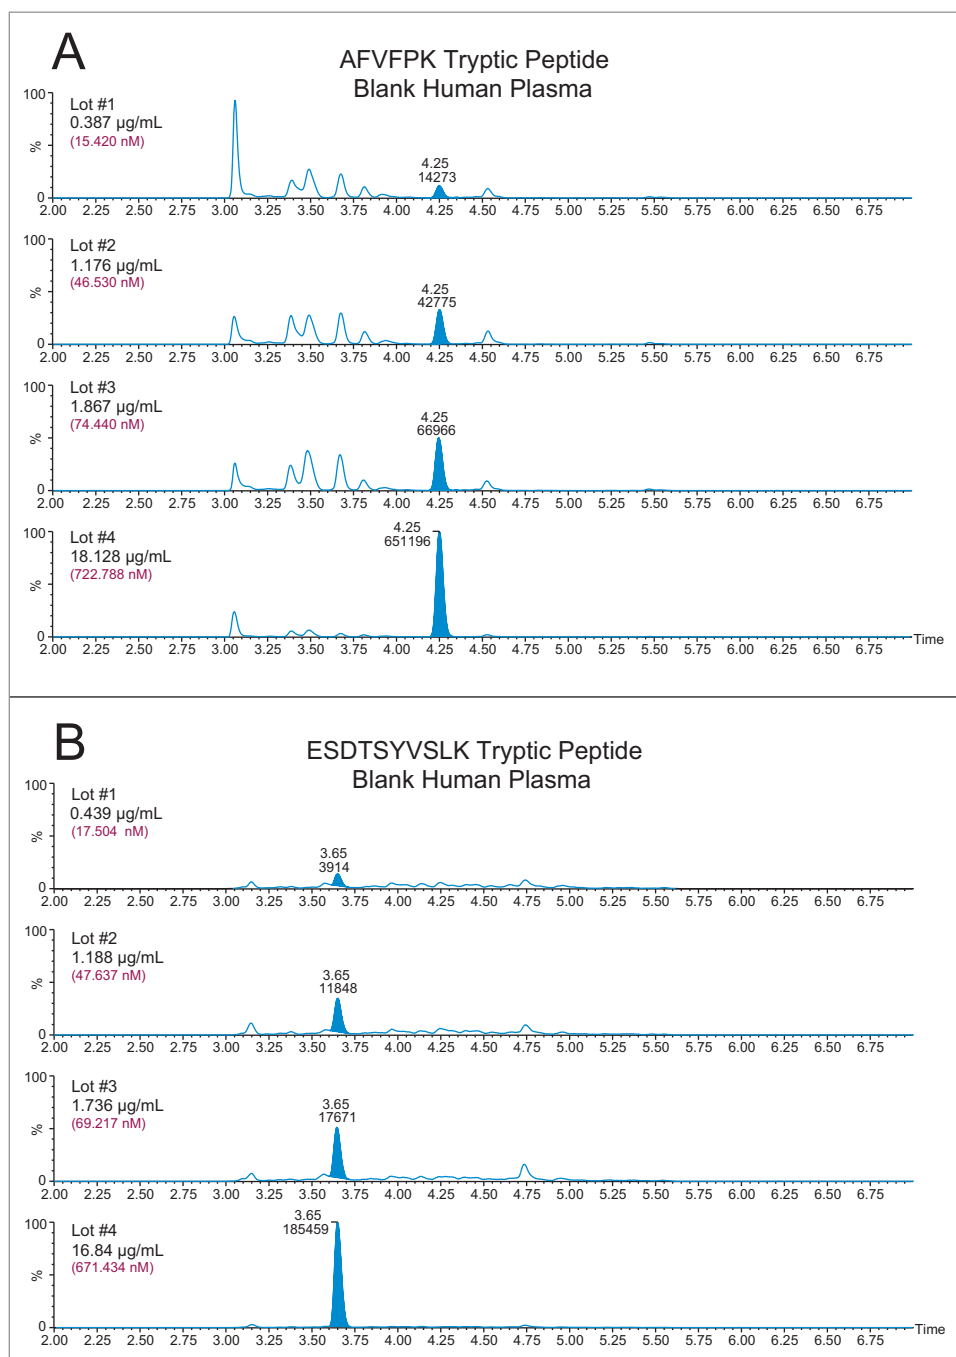 A
AFVFPK Tryptic Peptide
Blank Human Plasma
100
%
0
Lot #1
0.387 µg/mL
(15.420 nM)
4.25
14273
2.00 2.25 2.50 2.75 3.00 3.25 3.50 3.75 4.00 4.25 4.50 4.75 5.00 5.25 5.50 5.75 6.00 6.25 6.50 6.75
100
%
0
Lot #2
1.176 µg/mL
(46.530 nM)
4.25
42775
2.00 2.25 2.50 2.75 3.00 3.25 3.50 3.75 4.00 4.25 4.50 4.75 5.00 5.25 5.50 5.75 6.00 6.25 6.50 6.75
100
%
0
Lot #3
1.867 µg/mL
(74.440 nM)
4.25
66966
2.00 2.25 2.50 2.75 3.00 3.25 3.50 3.75 4.00 4.25 4.50 4.75 5.00 5.25 5.50 5.75 6.00 6.25 6.50 6.75
100
%
0
Lot #4
18.128 µg/mL
(722.788 nM)
4.25
651196
Time
2.00 2.25 2.50 2.75 3.00 3.25 3.50 3.75 4.00 4.25 4.50 4.75 5.00 5.25 5.50 5.75 6.00 6.25 6.50 6.75
B
ESDTSYVSLK Tryptic Peptide
Blank Human Plasma
100
%
0
Lot #1
0.439 µg/mL
(17.504 nM)
3.65
3914
2.00 2.25 2.50 2.75 3.00 3.25 3.50 3.75 4.00 4.25 4.50 4.75 5.00 5.25 5.50 5.75 6.00 6.25 6.50 6.75
100
%
0
Lot #2
1.188 µg/mL
(47.637 nM)
3.65
11848
2.00 2.25 2.50 2.75 3.00 3.25 3.50 3.75 4.00 4.25 4.50 4.75 5.00 5.25 5.50 5.75 6.00 6.25 6.50 6.75
100
%
0
Lot #3
1.736 µg/mL
(69.217 nM)
3.65
17671
2.00 2.25 2.50 2.75 3.00 3.25 3.50 3.75 4.00 4.25 4.50 4.75 5.00 5.25 5.50 5.75 6.00 6.25 6.50 6.75
100
%
0
Lot #4
16.84 µg/mL
(671.434 nM)
3.65
185459
Time
2.00 2.25 2.50 2.75 3.00 3.25 3.50 3.75 4.00 4.25 4.50 4.75 5.00 5.25 5.50 5.75 6.00 6.25 6.50 6.75